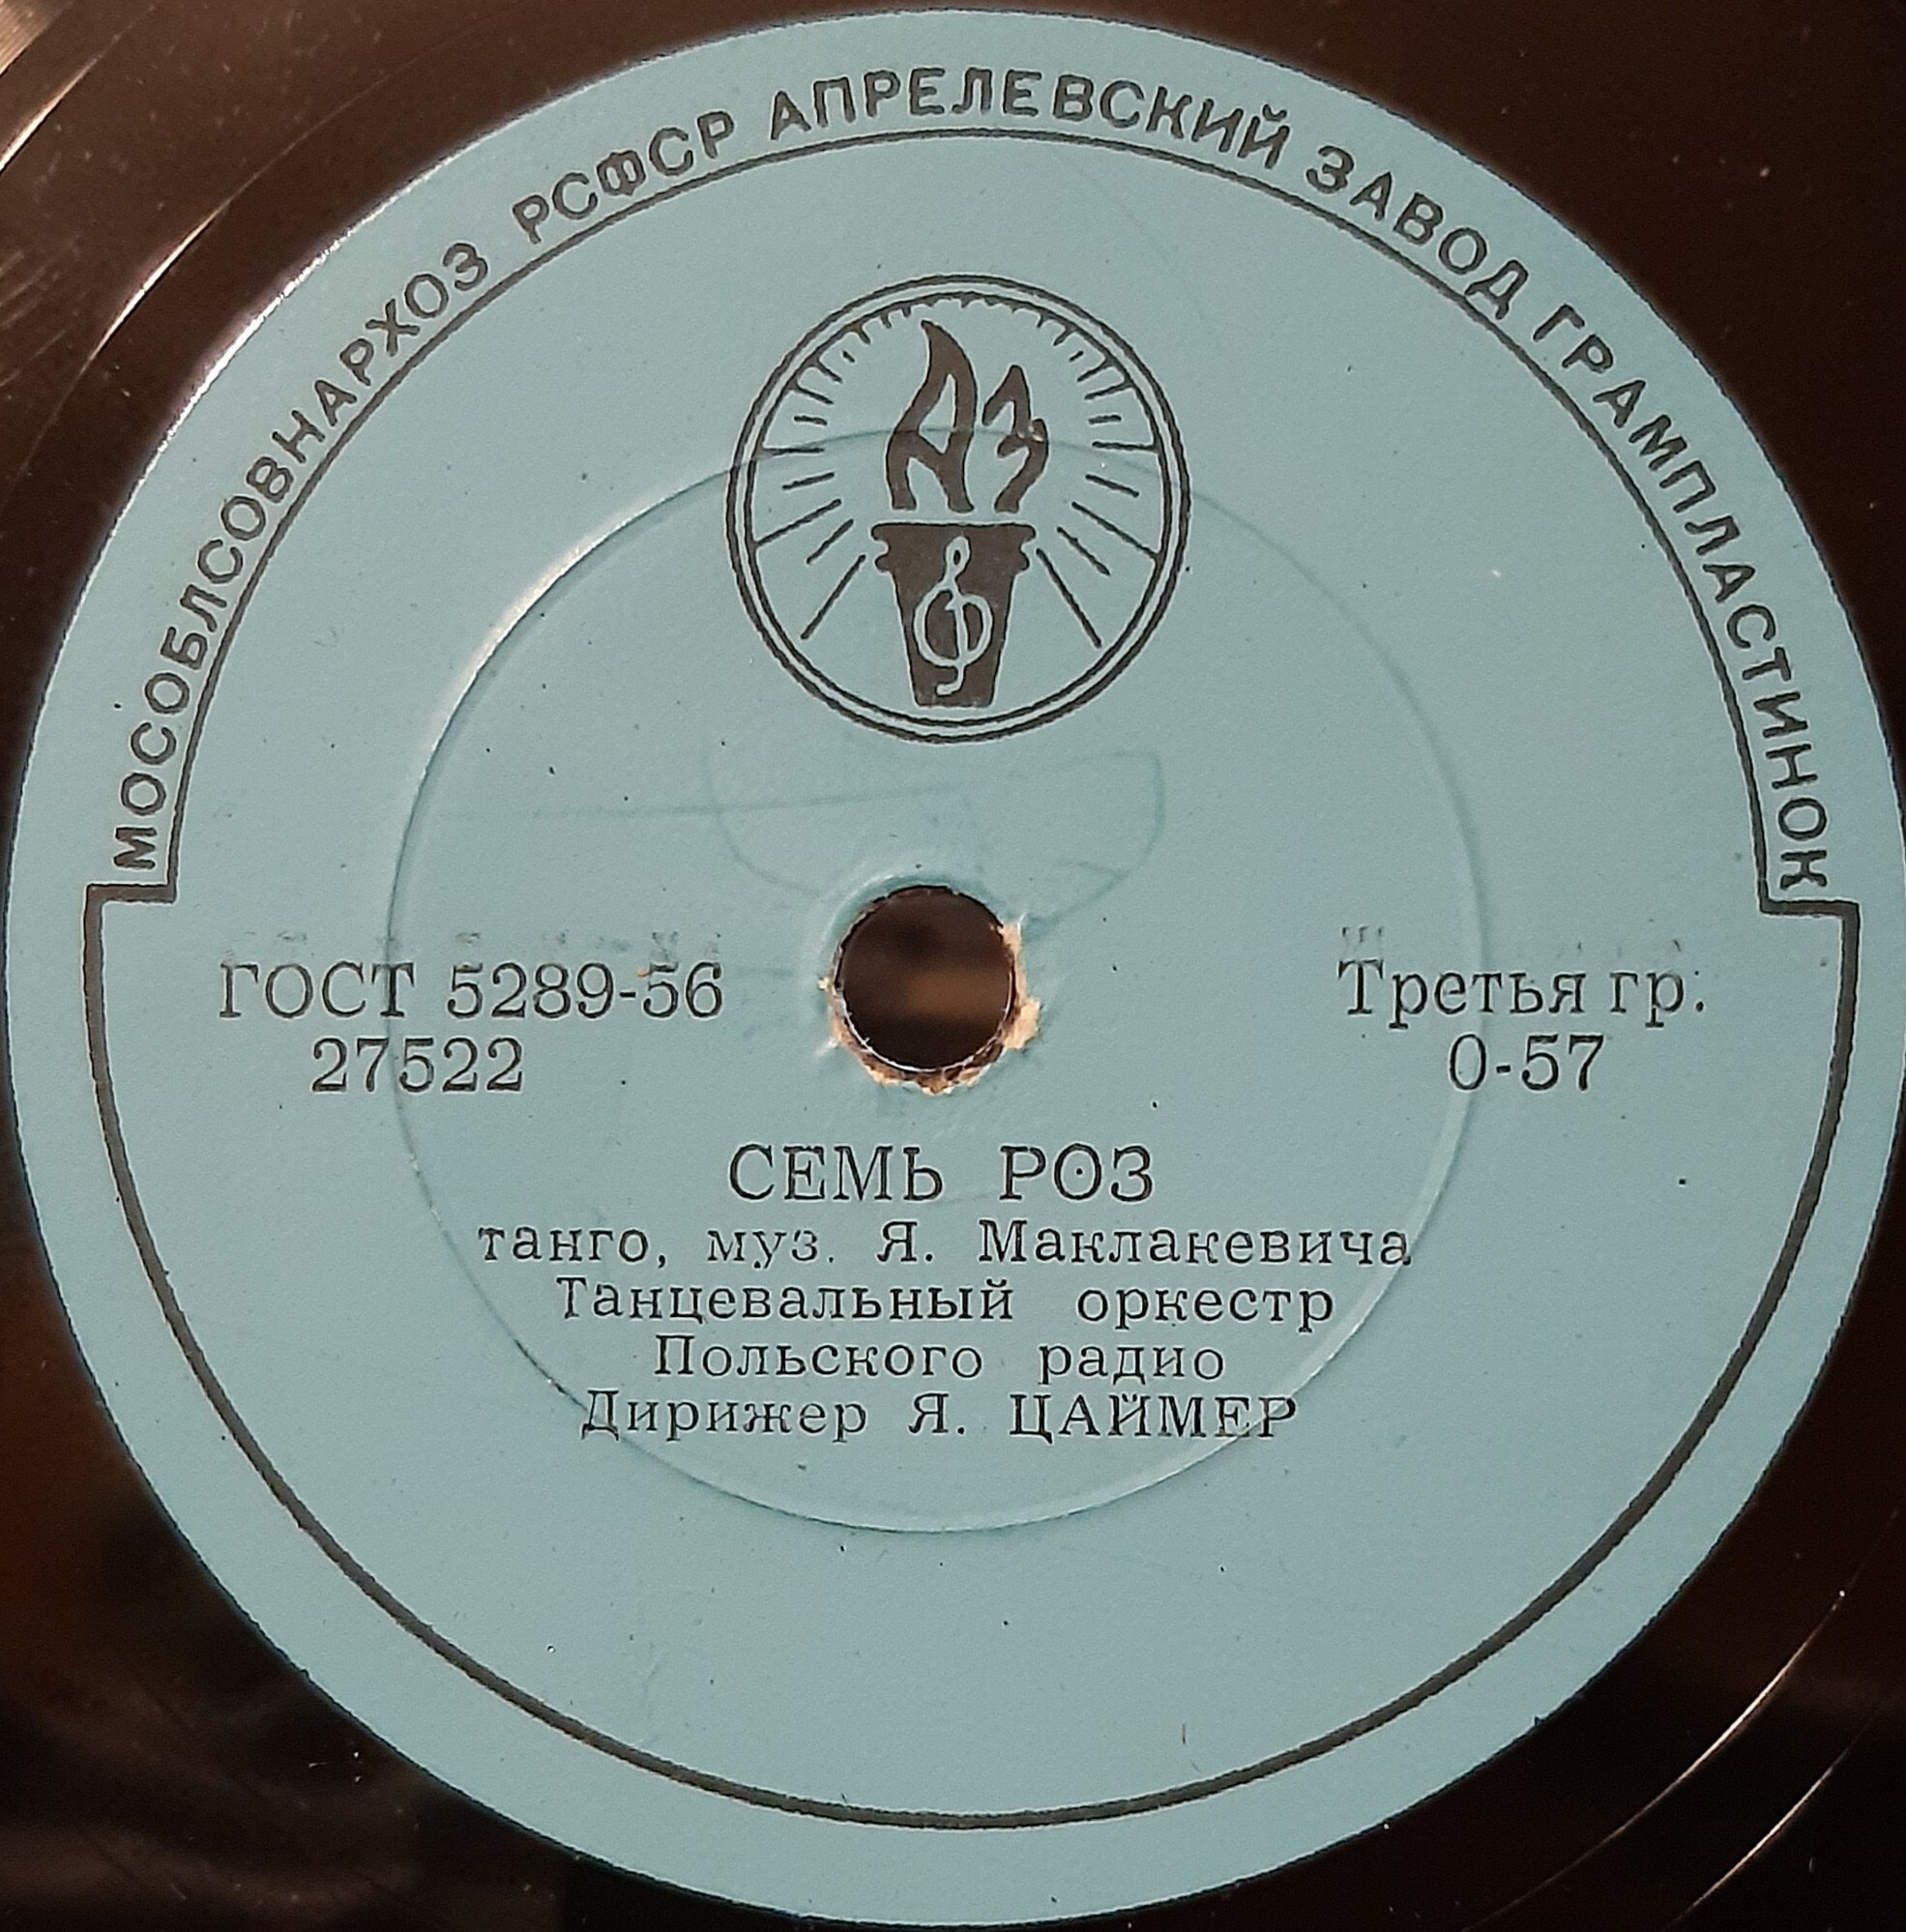 МОСОБЛСОВНАРХОЗ РСФСР АПРЕЛЕВСКИЙ ЗАВОД ГРАМПЛАСТИНОК
АЗ
ГОСТ 5289-56
27522
Третья гр.
0-57
СЕМЬ РОЗ
танго, муз. Я. Маклакевича
Танцевальный оркестр
Польского радио
Дирижер Я. ЦАЙМЕР